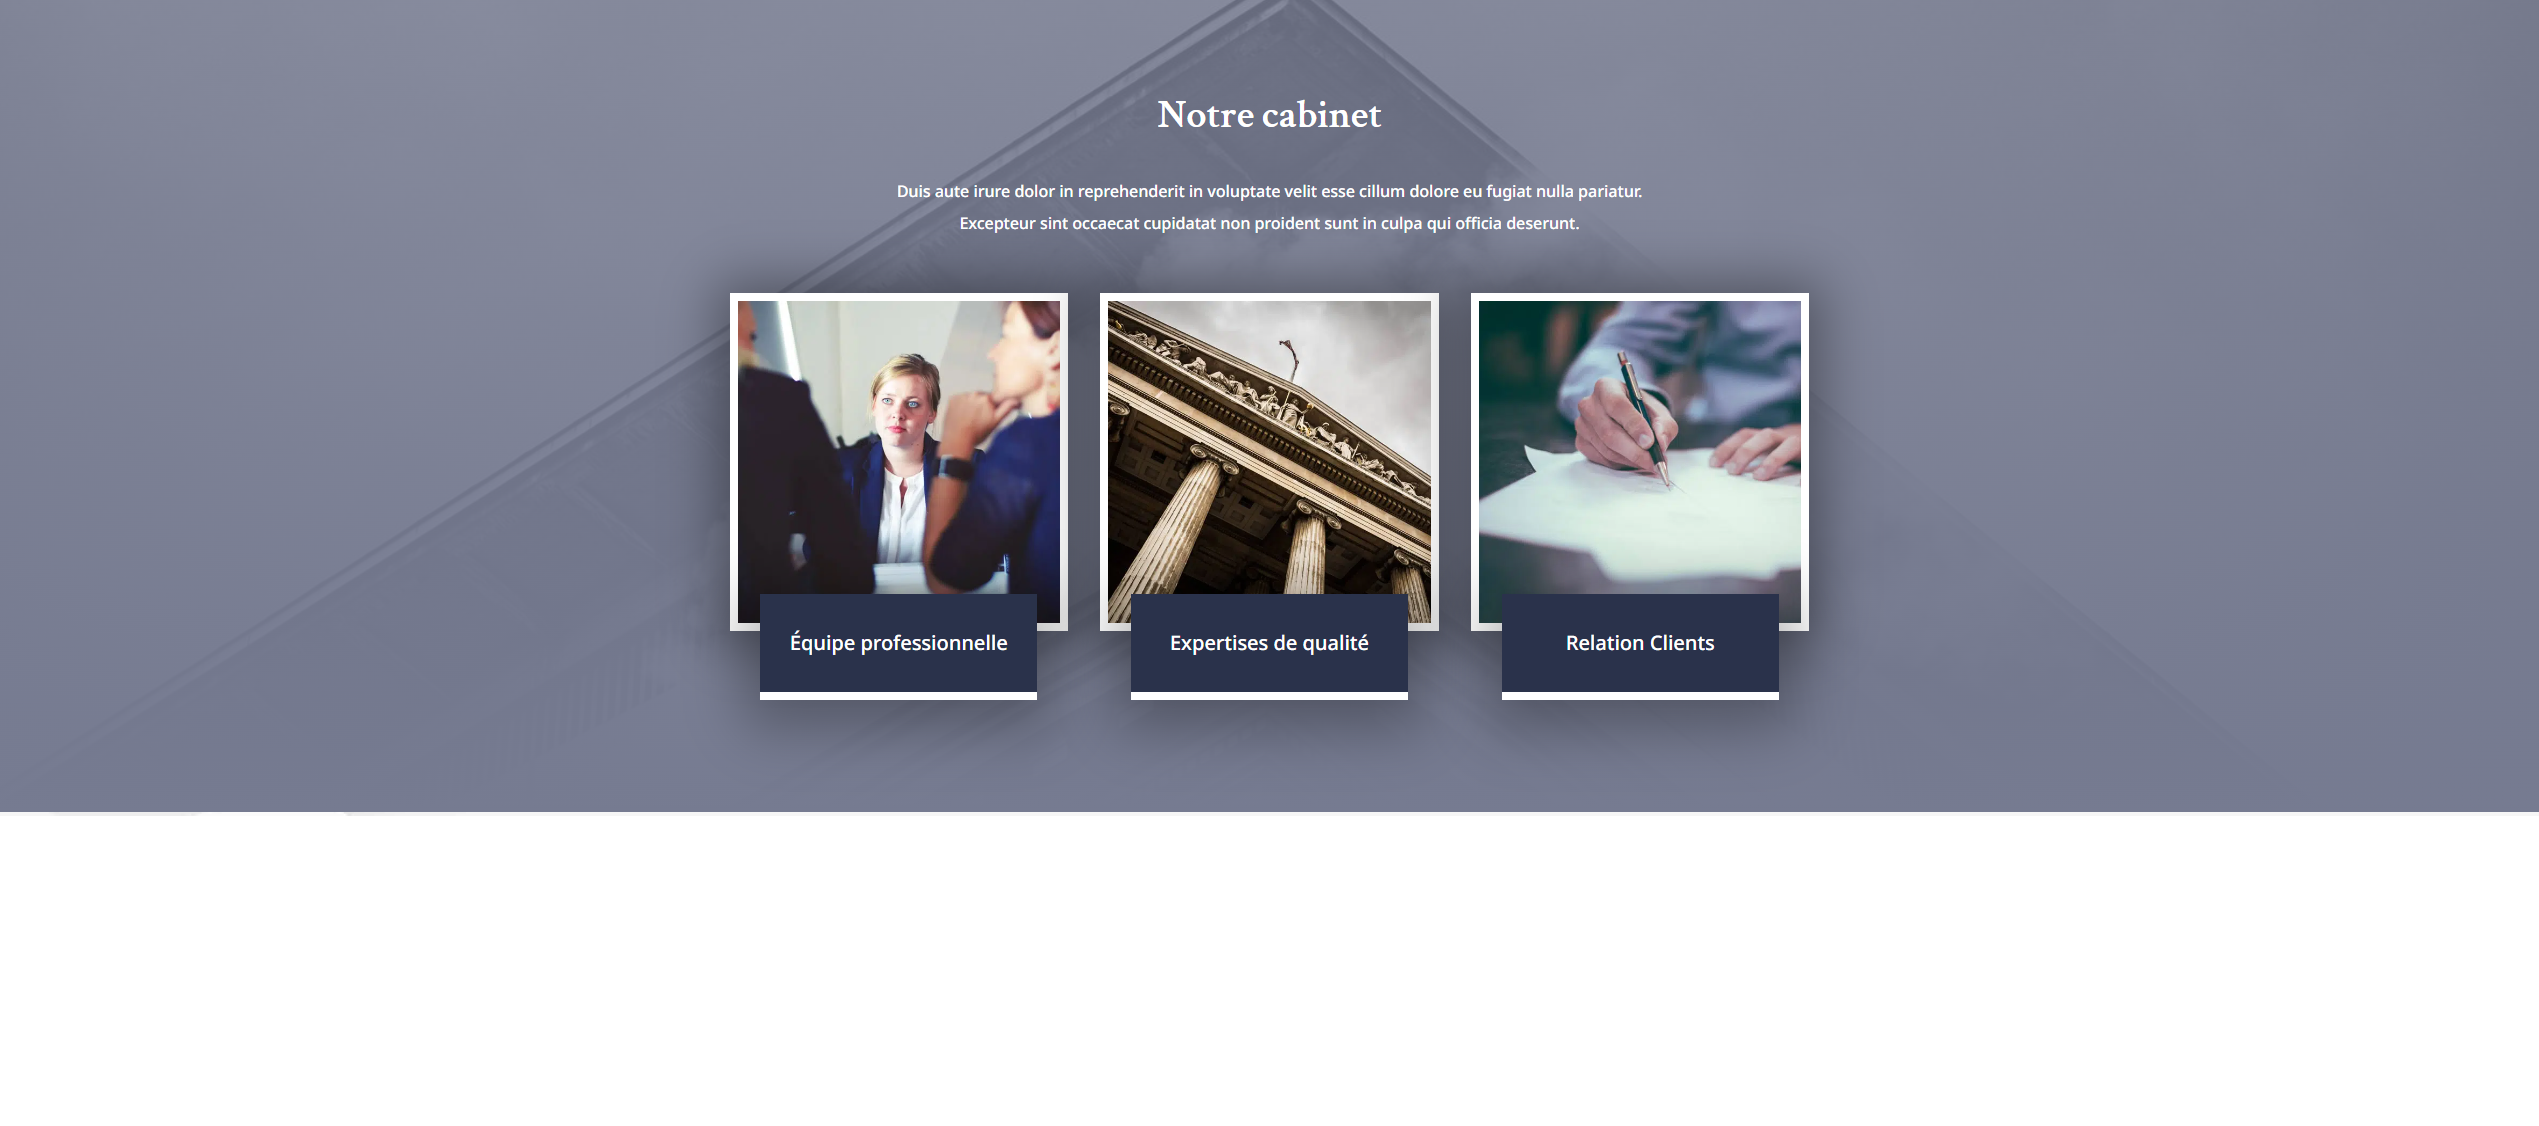 Notre cabinet
Duis aute irure dolor in reprehenderit in voluptate velit esse cillum dolore eu fugiat nulla pariatur.
Excepteur sint occaecat cupidatat non proident sunt in culpa qui officia deserunt.
Équipe professionnelle
Expertises de qualité
Relation Clients